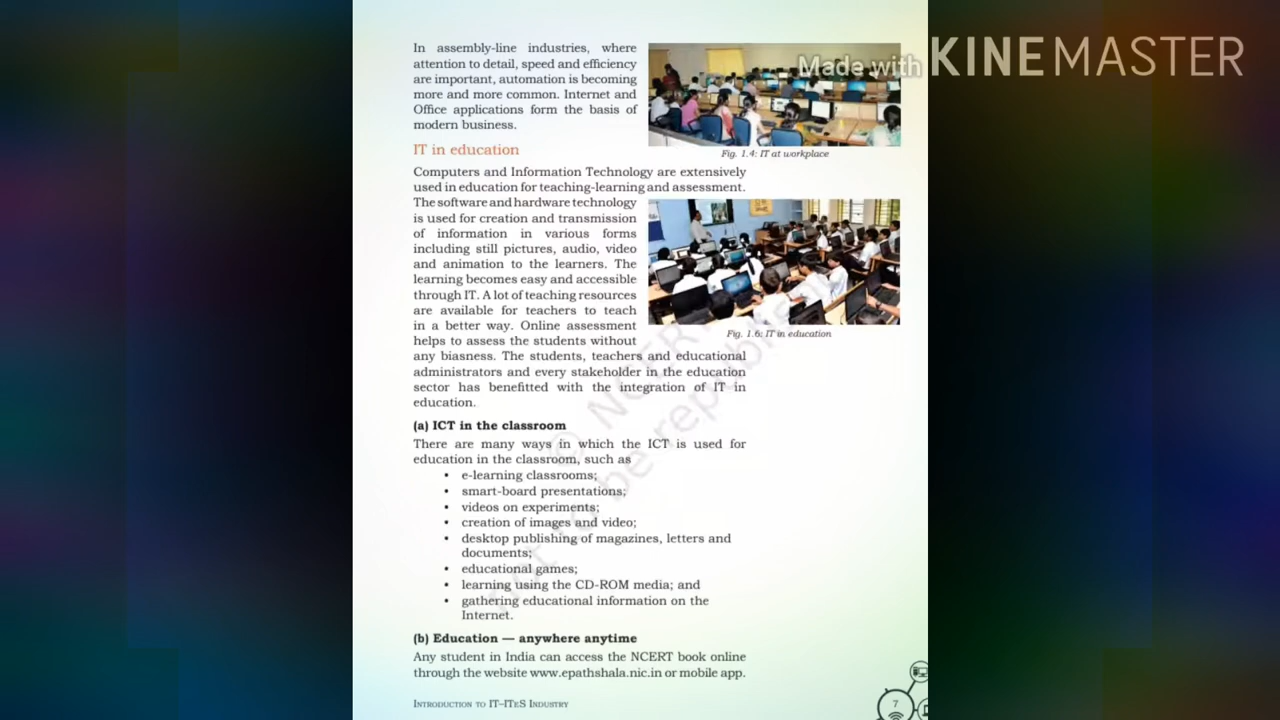 Made with KINEMASTER
In assembly-line industries, where
attention to detail, speed and efficiency
are important, automation is becoming
more and more common. Internet and
Office applications form the basis of
modern business.
Fig. 1.4: IT at workplace
IT in education
Computers and Information Technology are extensively
used in education for teaching-learning and assessment.
The software and hardware technology
is used for creation and transmission
of information in various forms
including still pictures, audio, video
and animation to the learners. The
learning becomes easy and accessible
through IT. A lot of teaching resources
are available for teachers to teach
in a better way. Online assessment
helps to assess the students without
any biasness. The students, teachers and educational
administrators and every stakeholder in the education
sector has benefitted with the integration of IT in
education.
Fig. 1.6: IT in education
(a) ICT in the classroom
There are many ways in which the ICT is used for
education in the classroom, such as
• e-learning classrooms;
• smart-board presentations;
• videos on experiments;
• creation of images and video;
• desktop publishing of magazines, letters and
documents;
• educational games;
• learning using the CD-ROM media; and
• gathering educational information on the
Internet.
(b) Education — anywhere anytime
Any student in India can access the NCERT book online
through the website www.epathshala.nic.in or mobile app.
Introduction to IT–ITeS Industry
7
© NCERT
not to be republished